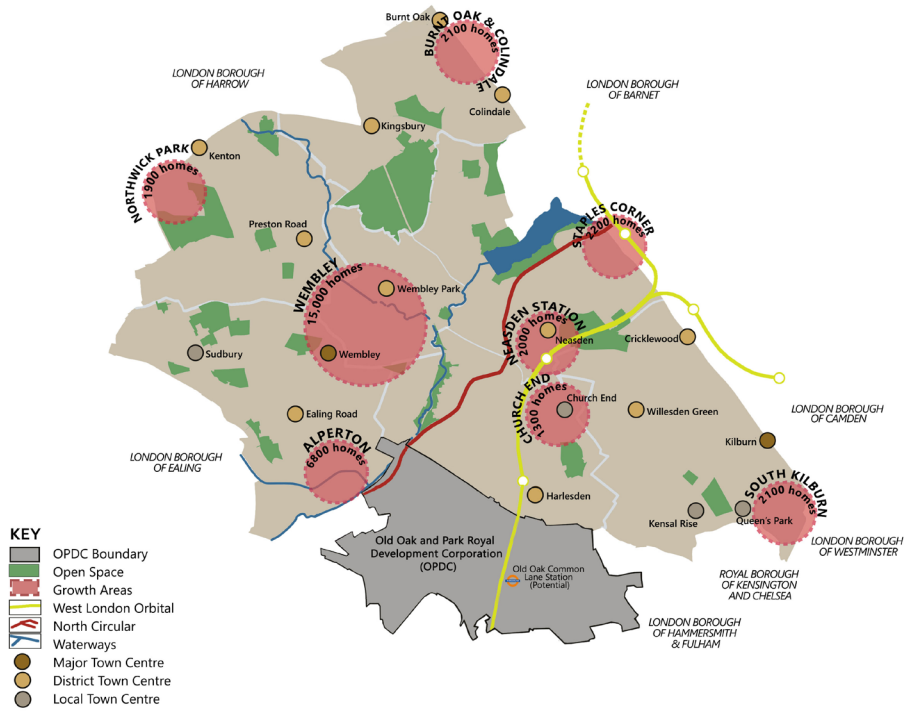 Burnt Oak
BURNT OAK & COLINDALE
2100 homes
LONDON BOROUGH
OF HARROW
LONDON BOROUGH
OF BARNET
Colindale
Kingsbury
NORTHWICK PARK
1900 homes
Kenton
Preston Road
STAPLES CORNER
2200 homes
WEMBLEY
15,000 homes
Wembley Park
NEASDEN STATION
2000 homes
Neasden
Cricklewood
Sudbury
Wembley
CHURCH END
1300 homes
Church End
Willesden Green
Ealing Road
LONDON BOROUGH
OF CAMDEN
ALPERTON
6800 homes
Kilburn
LONDON BOROUGH
OF EALING
SOUTH KILBURN
2100 homes
Harlesden
Kensal Rise
Queen's Park
LONDON BOROUGH
OF WESTMINSTER
Old Oak and Park Royal
Development Corporation
(OPDC)
Old Oak Common
Lane Station
(Potential)
ROYAL BOROUGH
OF KENSINGTON
AND CHELSEA
LONDON BOROUGH
OF HAMMERSMITH
& FULHAM
KEY
OPDC Boundary
Open Space
Growth Areas
West London Orbital
North Circular
Waterways
Major Town Centre
District Town Centre
Local Town Centre